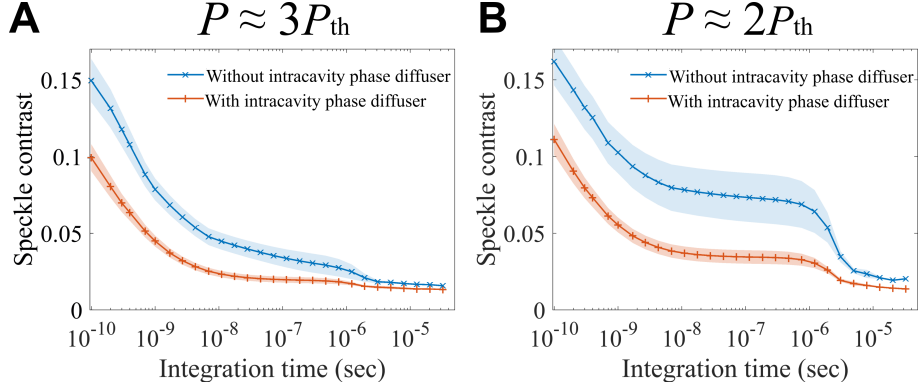 A
P ≈ 3Pth
Speckle contrast
0.15
0.1
0.05
0
Without intracavity phase diffuser
With intracavity phase diffuser
10-10 10-9 10-8 10-7 10-6 10-5
Integration time (sec)
B
P ≈ 2Pth
Speckle contrast
0.15
0.1
0.05
0
Without intracavity phase diffuser
With intracavity phase diffuser
10-10 10-9 10-8 10-7 10-6 10-5
Integration time (sec)